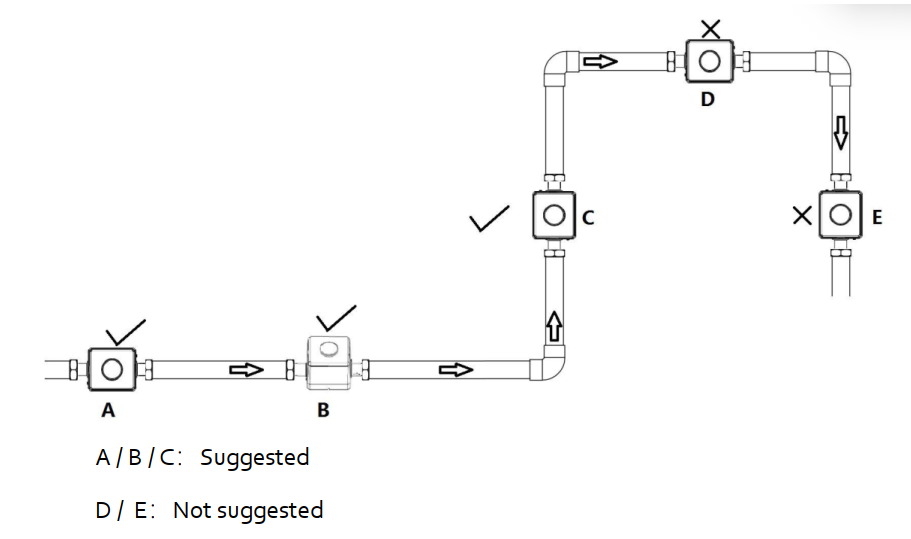 D
C
E
A
B
A / B / C: Suggested
D / E: Not suggested